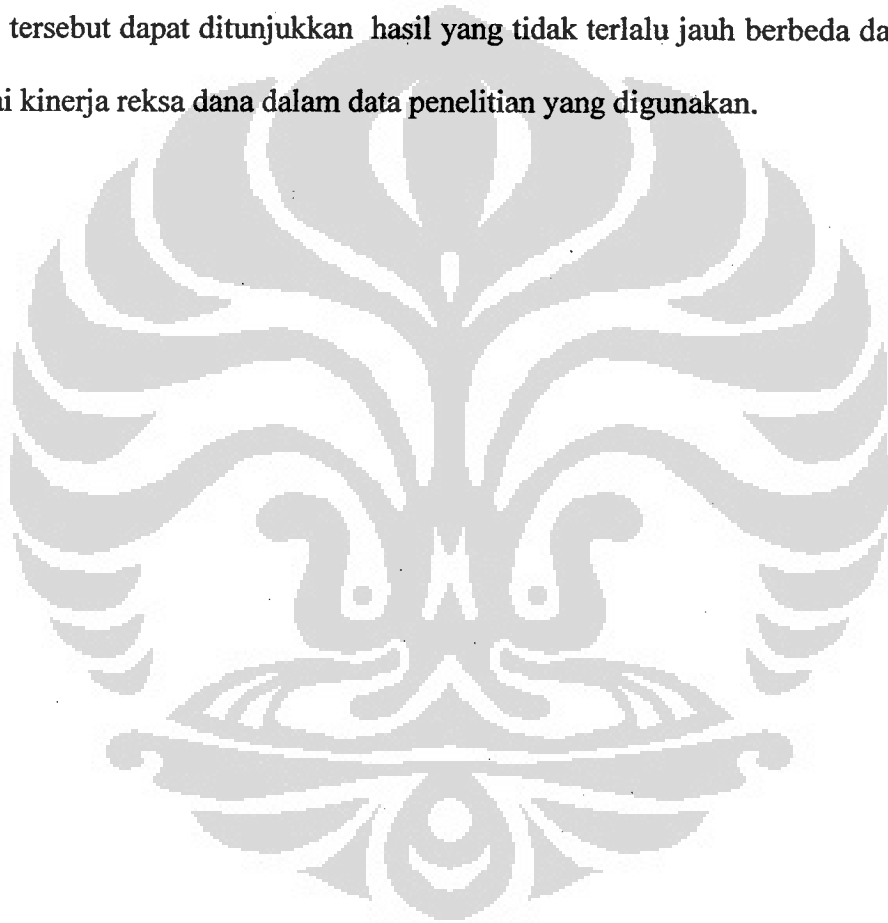 tersebut dapat ditunjukkan hasil yang tidak terlalu jauh berbeda da
i kinerja reksa dana dalam data penelitian yang digunakan.